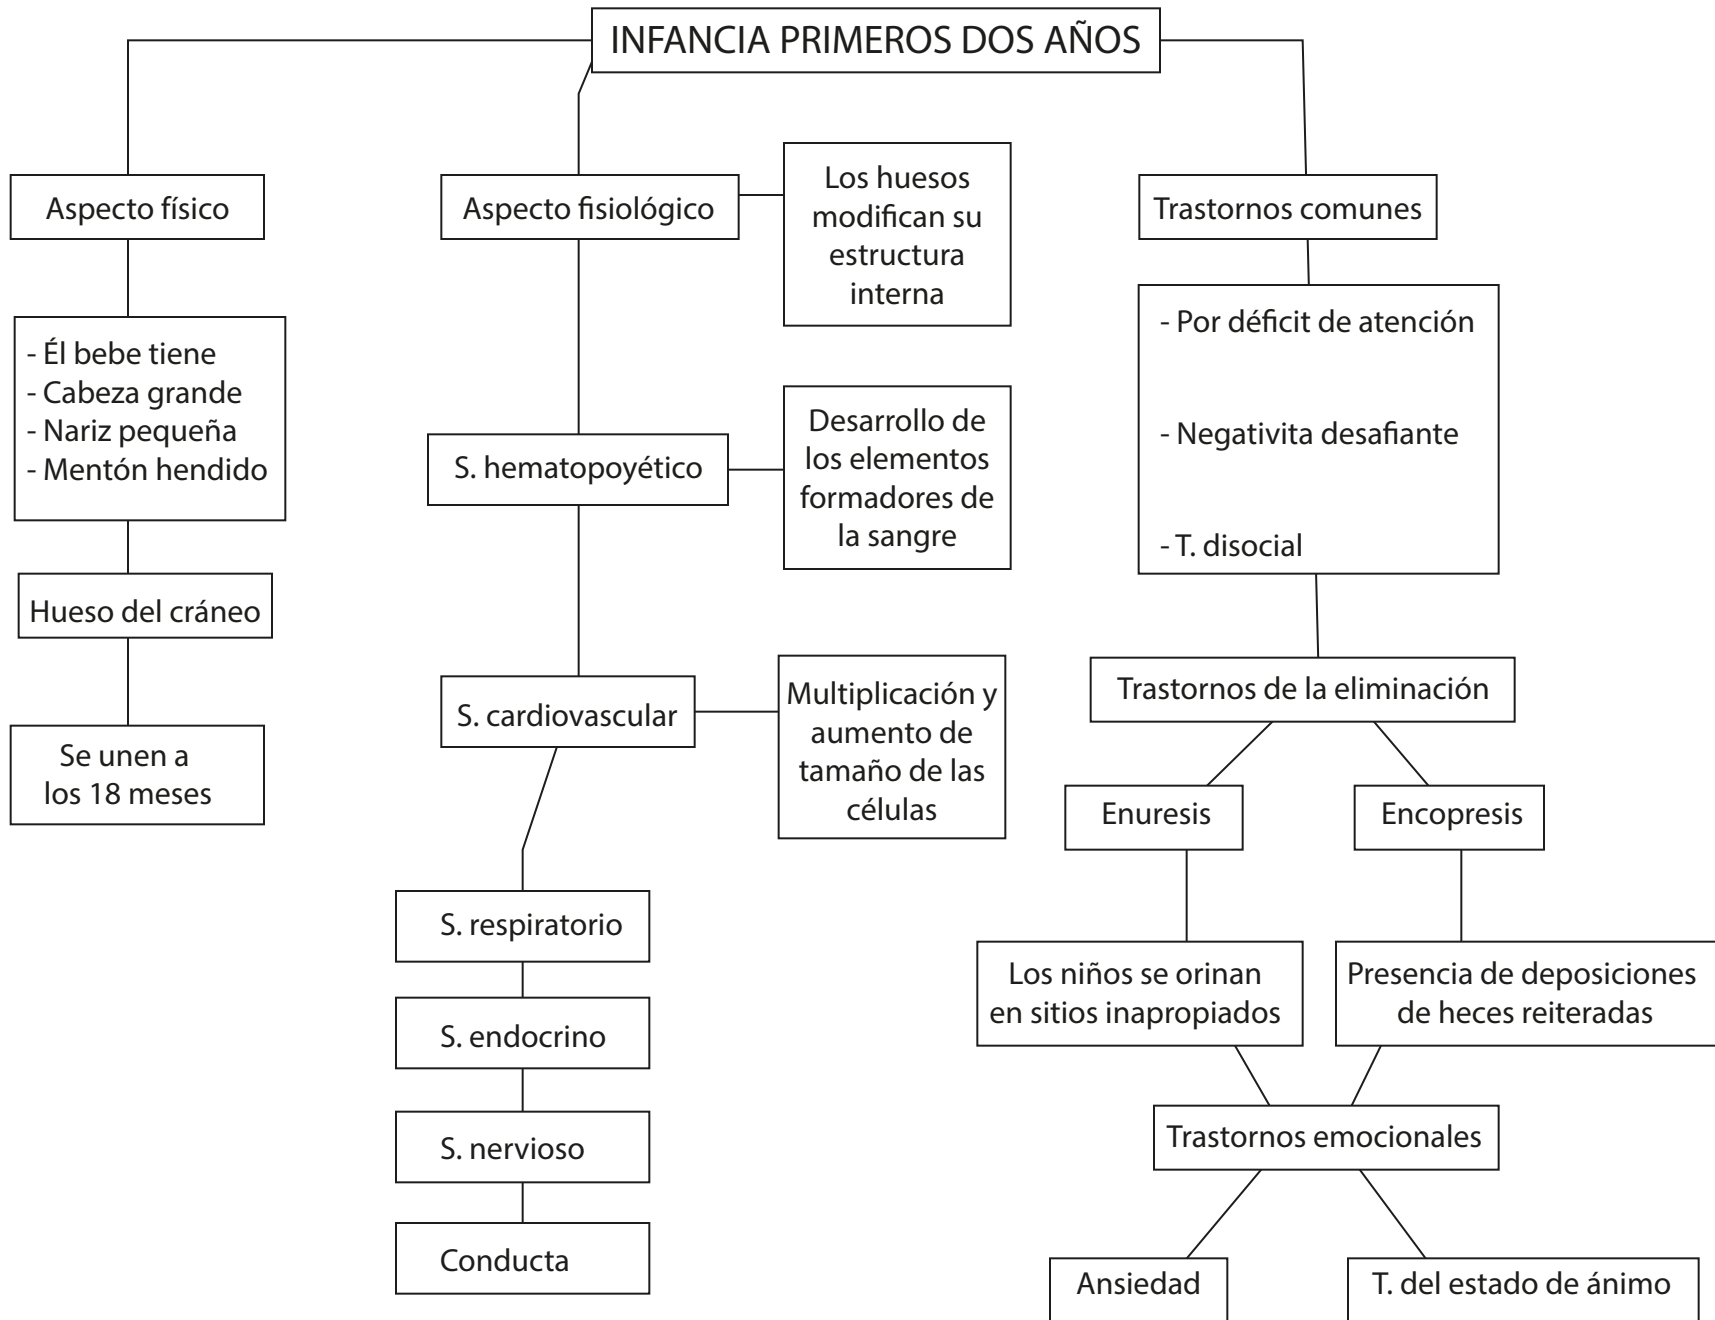 INFANCIA PRIMEROS DOS AÑOS
Aspecto físico
- Él bebe tiene
- Cabeza grande
- Nariz pequeña
- Mentón hendido
Hueso del cráneo
Se unen a
los 18 meses
Aspecto fisiológico
Los huesos
modifican su
estructura
interna
S. hematopoyético
Desarrollo de
los elementos
formadores de
la sangre
S. cardiovascular
Multiplicación y
aumento de
tamaño de las
células
S. respiratorio
S. endocrino
S. nervioso
Conducta
Trastornos comunes
- Por déficit de atención
- Negativita desafiante
- T. disocial
Trastornos de la eliminación
Enuresis
Encopresis
Los niños se orinan
en sitios inapropiados
Presencia de deposiciones
de heces reiteradas
Trastornos emocionales
Ansiedad
T. del estado de ánimo